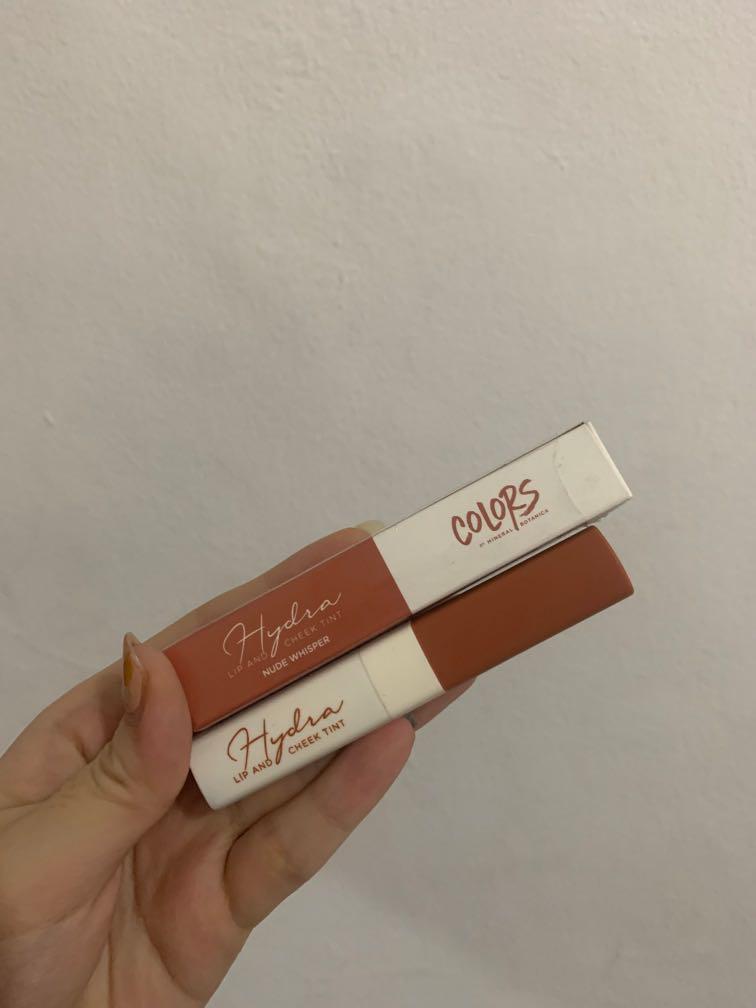 COLORS
BY MINERAL BOTANICA
Hydra
LIP AND CHEEK TINT
NUDE WHISPER
Hydra
LIP AND CHEEK TINT